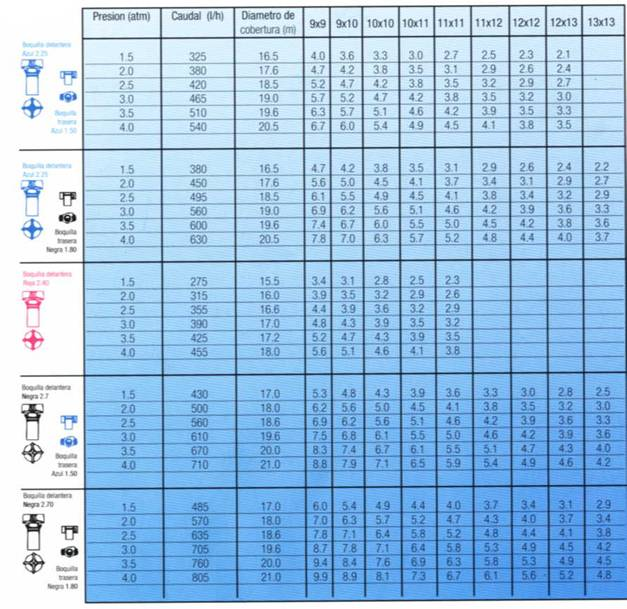 Presion (atm) Caudal (l/h) Diametro de cobertura (m) 9x9 9x10 10x10 10x11 11x11 11x12 12x12 12x13 13x13
Boquilla delantera
Azul 2.25
Boquilla
trasera
Azul 1.50
1.5 325 16.5 4.0 3.6 3.3 3.0 2.7 2.5 2.3 2.1
2.0 380 17.6 4.7 4.2 3.8 3.5 3.1 2.9 2.6 2.4
2.5 420 18.5 5.2 4.7 4.2 3.8 3.5 3.2 2.9 2.7
3.0 465 19.0 5.7 5.2 4.7 4.2 3.8 3.5 3.2 3.0
3.5 510 19.6 6.3 5.7 5.1 4.6 4.2 3.9 3.5 3.3
4.0 540 20.5 6.7 6.0 5.4 4.9 4.5 4.1 3.8 3.5
Boquilla delantera
Azul 2.25
Boquilla
trasera
Negra 1.80
1.5 380 16.5 4.7 4.2 3.8 3.5 3.1 2.9 2.6 2.4 2.2
2.0 450 17.6 5.6 5.0 4.5 4.1 3.7 3.4 3.1 2.9 2.7
2.5 495 18.5 6.1 5.5 4.9 4.5 4.1 3.8 3.4 3.2 2.9
3.0 560 19.0 6.9 6.2 5.6 5.1 4.6 4.2 3.9 3.6 3.3
3.5 600 19.6 7.4 6.7 6.0 5.5 5.0 4.5 4.2 3.8 3.6
4.0 630 20.5 7.8 7.0 6.3 5.7 5.2 4.8 4.4 4.0 3.7
Boquilla delantera
Roja 2.40
1.5 275 15.5 3.4 3.1 2.8 2.5 2.3
2.0 315 16.0 3.9 3.5 3.2 2.9 2.6
2.5 355 16.6 4.4 3.9 3.6 3.2 2.9
3.0 390 17.0 4.8 4.3 3.9 3.5 3.2
3.5 425 17.2 5.2 4.7 4.3 3.9 3.5
4.0 455 18.0 5.6 5.1 4.6 4.1 3.8
Boquilla delantera
Negra 2.7
Boquilla
trasera
Azul 1.50
1.5 430 17.0 5.3 4.8 4.3 3.9 3.6 3.3 3.0 2.8 2.5
2.0 500 18.0 6.2 5.6 5.0 4.5 4.1 3.8 3.5 3.2 3.0
2.5 560 18.6 6.9 6.2 5.6 5.1 4.6 4.2 3.9 3.6 3.3
3.0 610 19.6 7.5 6.8 6.1 5.5 5.0 4.6 4.2 3.9 3.6
3.5 670 20.0 8.3 7.4 6.7 6.1 5.5 5.1 4.7 4.3 4.0
4.0 710 21.0 8.8 7.9 7.1 6.5 5.9 5.4 4.9 4.6 4.2
Boquilla delantera
Negra 2.70
Boquilla
trasera
Negra 1.80
1.5 485 17.0 6.0 5.4 4.9 4.4 4.0 3.7 3.4 3.1 2.9
2.0 570 18.0 7.0 6.3 5.7 5.2 4.7 4.3 4.0 3.7 3.4
2.5 635 18.6 7.8 7.1 6.4 5.8 5.2 4.8 4.4 4.1 3.8
3.0 705 19.6 8.7 7.8 7.1 6.4 5.8 5.3 4.9 4.5 4.2
3.5 760 20.0 9.4 8.4 7.6 6.9 6.3 5.8 5.3 4.9 4.5
4.0 805 21.0 9.9 8.9 8.1 7.3 6.7 6.1 5.6 5.2 4.8